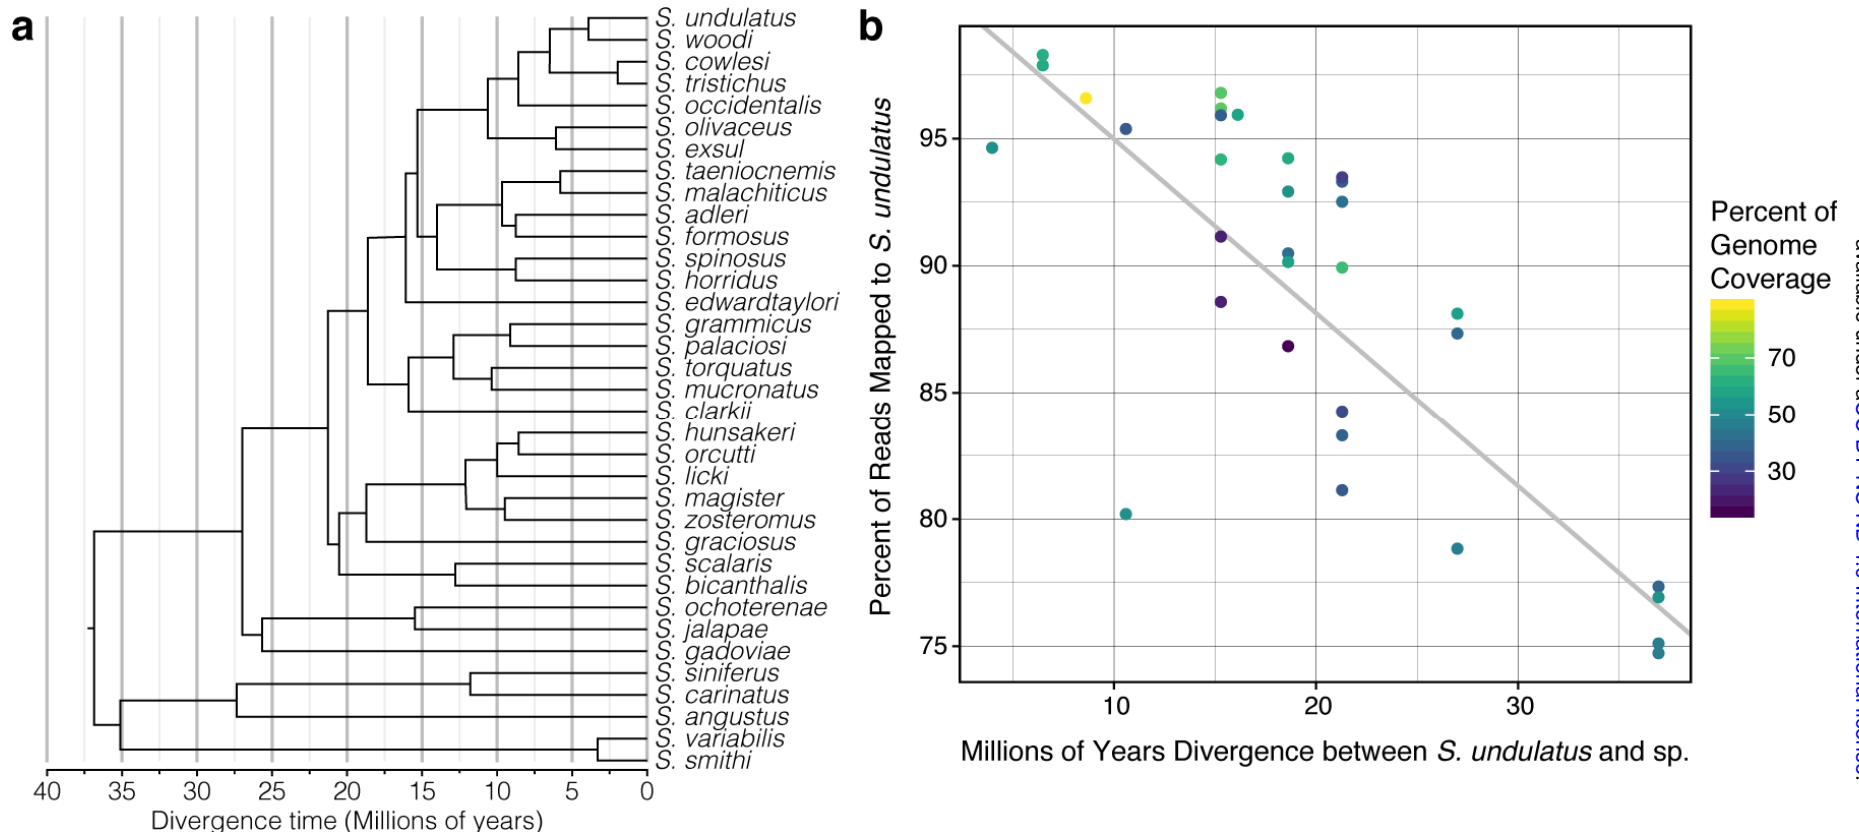 a
S. undulatus
S. woodi
S. cowlesi
S. tristichus
S. occidentalis
S. olivaceus
S. exsul
S. taeniocnemis
S. malachiticus
S. adleri
S. formosus
S. spinosus
S. horridus
S. edwardtaylori
S. grammicus
S. palaciosi
S. torquatus
S. mucronatus
S. clarkii
S. hunsakeri
S. orcutti
S. licki
S. magister
S. zosteromus
S. graciosus
S. scalaris
S. bicanthalis
S. ochoterenae
S. jalapae
S. gadoviae
S. siniferus
S. carinatus
S. angustus
S. variabilis
S. smithi
40 35 30 25 20 15 10 5 0
Divergence time (Millions of years)
b
Percent of Reads Mapped to S. undulatus
95
90
85
80
75
10 20 30
Millions of Years Divergence between S. undulatus and sp.
Percent of
Genome
Coverage
70
50
30